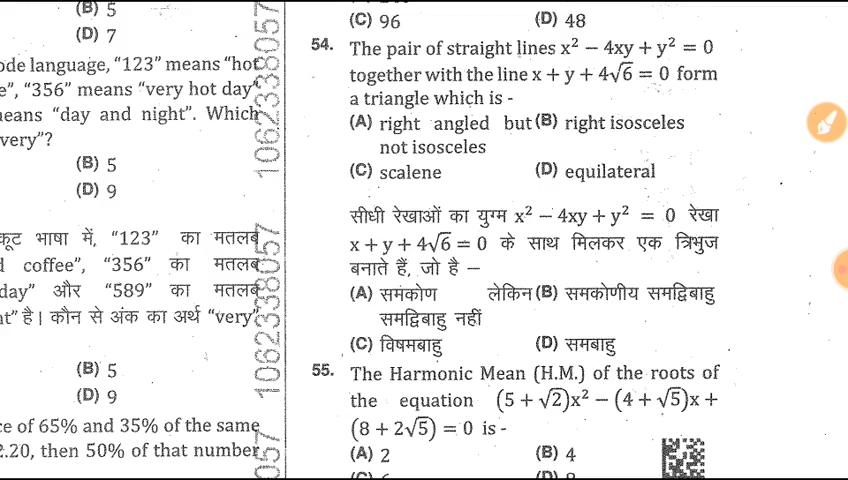 (B) 5
(D) 7
ode language, "123" means "hot
e", "356" means "very hot day"
neans "day and night". Which
very"?
(B) 5
(D) 9
कूट भाषा में, "123" का मतलब
d coffee", "356" का मतलब
day" और "589" का मतलब
nt" है। कौन से अंक का अर्थ "very"
(B) 5
(D) 9
ce of 65% and 35% of the same
2.20, then 50% of that number
1062338057
1062338057
057
(C) 96
(D) 48
54. The pair of straight lines x² − 4xy + y² = 0
together with the line x + y + 4√6 = 0 form
a triangle which is -
(A) right angled but (B) right isosceles
not isosceles
(C) scalene (D) equilateral
सीधी रेखाओं का युग्म x² − 4xy + y² = 0 रेखा
x + y + 4√6 = 0 के साथ मिलकर एक त्रिभुज
बनाते हैं, जो है –
(A) समकोण लेकिन (B) समकोणीय समद्विबाहु
समद्विबाहु नहीं
(C) विषमबाहु (D) समबाहु
55. The Harmonic Mean (H.M.) of the roots of
the equation (5 + √2)x² − (4 + √5)x +
(8 + 2√5) = 0 is -
(A) 2 (B) 4